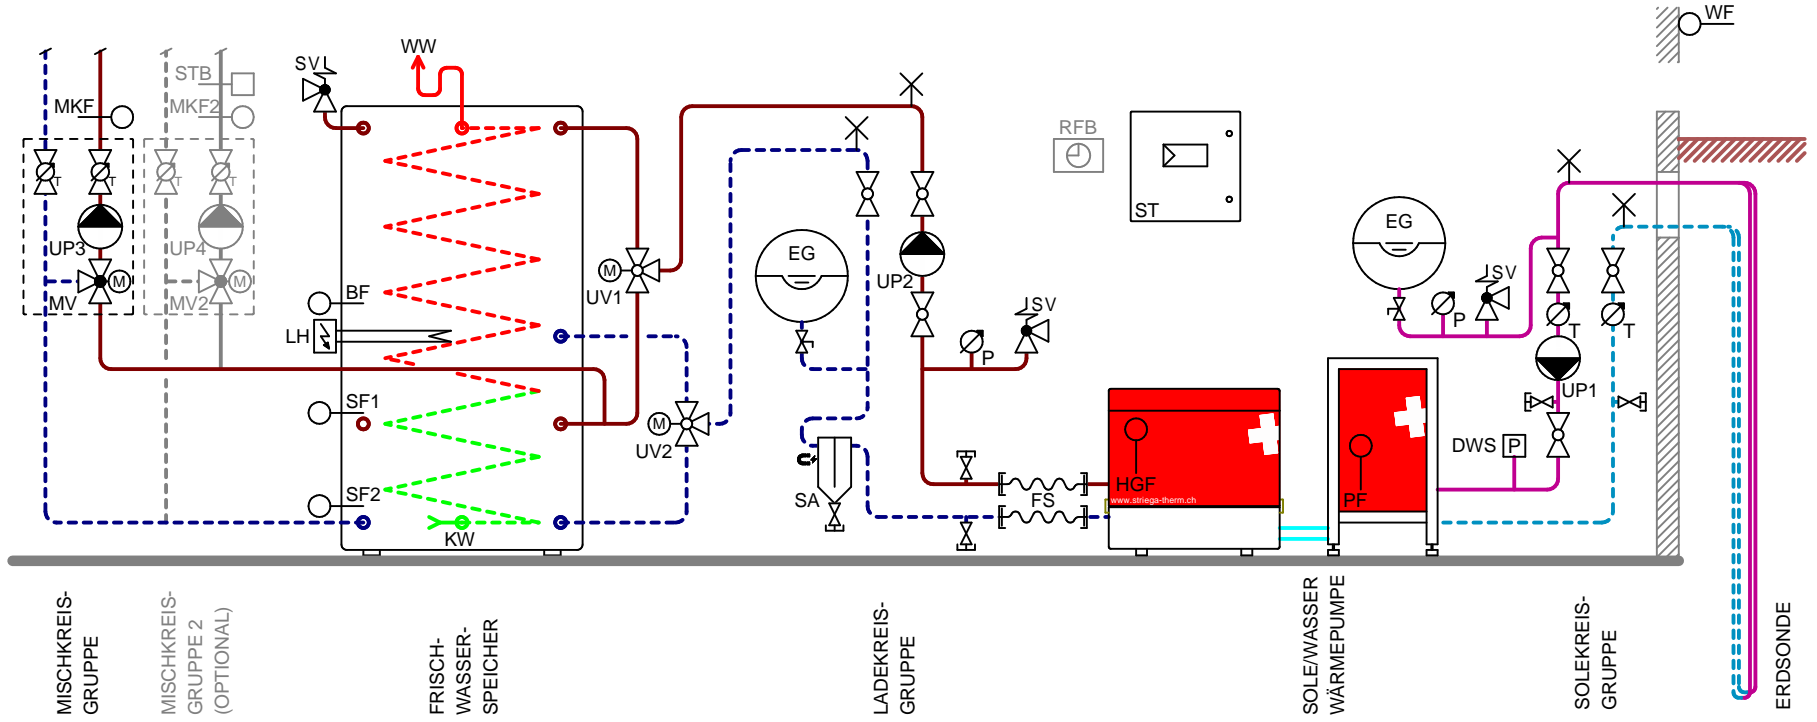 WF
WW
SV
STB
MKF
MKF2
RFB
T
T
T
T
ST
EG
EG
UP3
UP4
M
M
MV
MV2
BF
M
UV1
UP2
SV
SV
P
P
T
T
LH
UP1
SF1
M
UV2
DWS
P
SF2
SA
FS
HGF
www.striega-therm.ch
PF
KW
MISCHKREIS-
GRUPPE
MISCHKREIS-
GRUPPE 2
(OPTIONAL)
FRISCH-
WASSER-
SPEICHER
LADEKREIS-
GRUPPE
SOLE/WASSER
WÄRMEPUMPE
SOLEKREIS-
GRUPPE
ERDSONDE